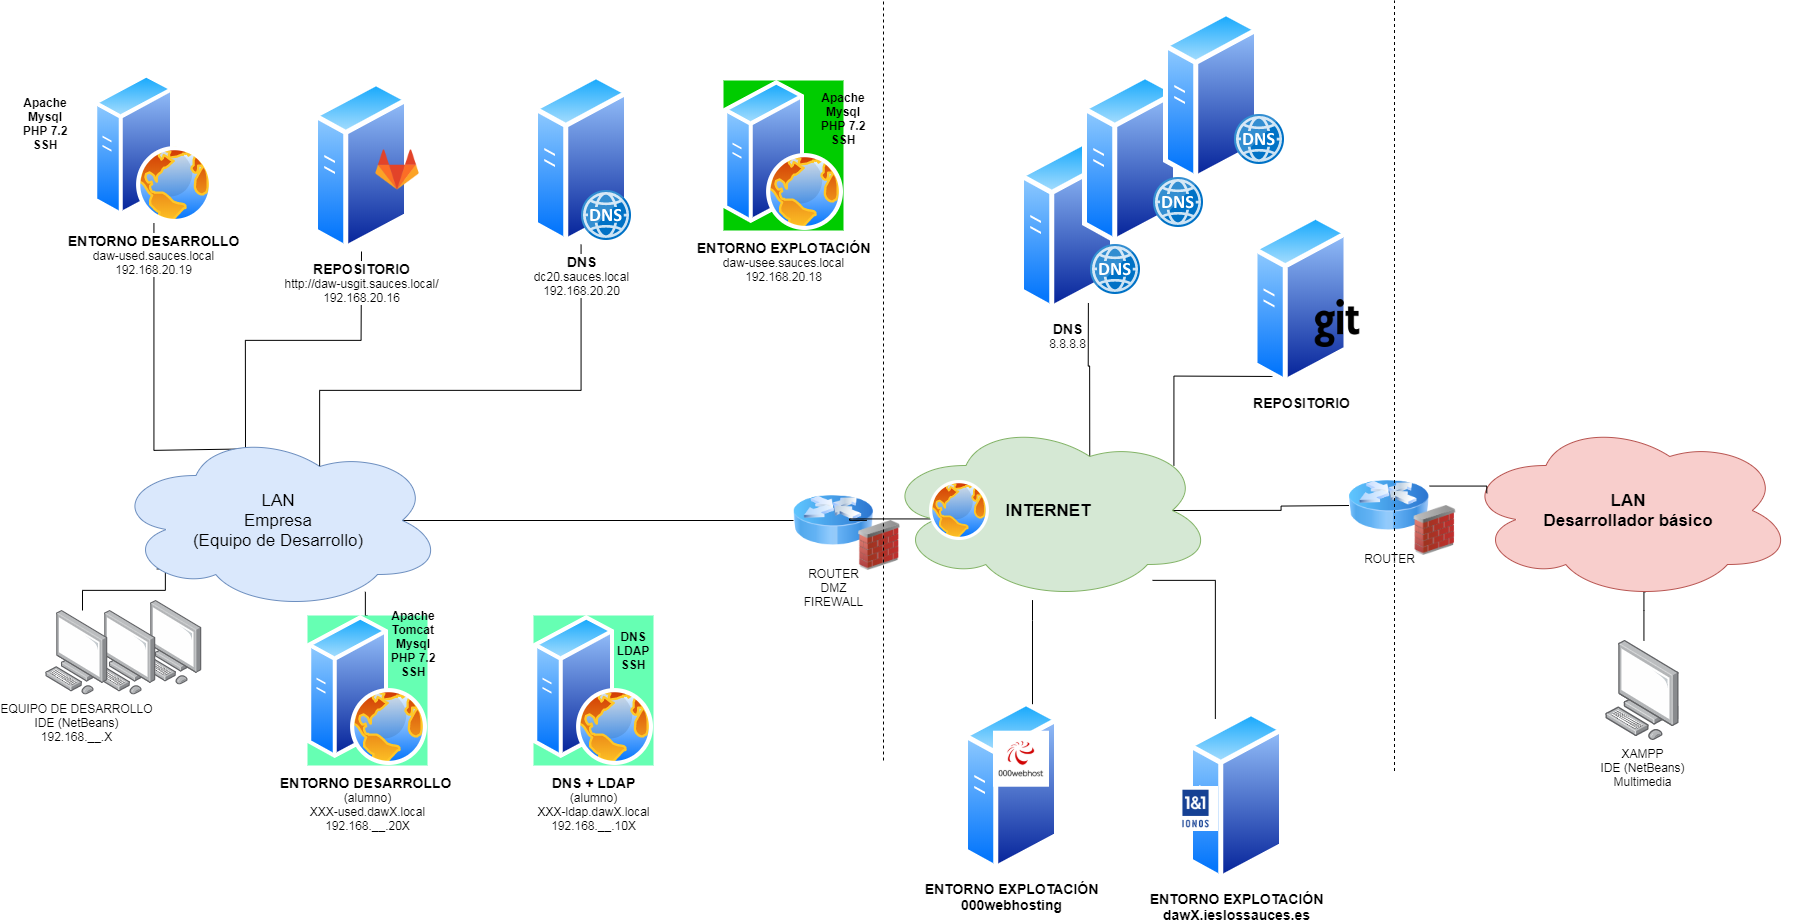 Apache
Mysql
PHP 7.2
SSH
ENTORNO DESARROLLO
daw-used.sauces.local
192.168.20.19
REPOSITORIO
http://daw-usgit.sauces.local/
192.168.20.16
DNS
DNS
dc20.sauces.local
192.168.20.20
Apache
Mysql
PHP 7.2
SSH
ENTORNO EXPLOTACIÓN
daw-usee.sauces.local
192.168.20.18
DNS
DNS
DNS
DNS
8.8.8.8
git
REPOSITORIO
LAN
Empresa
(Equipo de Desarrollo)
ROUTER
DMZ
FIREWALL
INTERNET
ROUTER
LAN
Desarrollador básico
EQUIPO DE DESARROLLO
IDE (NetBeans)
192.168.__.X
Apache
Tomcat
Mysql
PHP 7.2
SSH
ENTORNO DESARROLLO
(alumno)
XXX-used.dawX.local
192.168.__.20X
DNS
LDAP
SSH
DNS + LDAP
(alumno)
XXX-ldap.dawX.local
192.168.__.10X
000webhost
ENTORNO EXPLOTACIÓN
000webhosting
1&1
IONOS
ENTORNO EXPLOTACIÓN
dawX.ieslossauces.es
XAMPP
IDE (NetBeans)
Multimedia